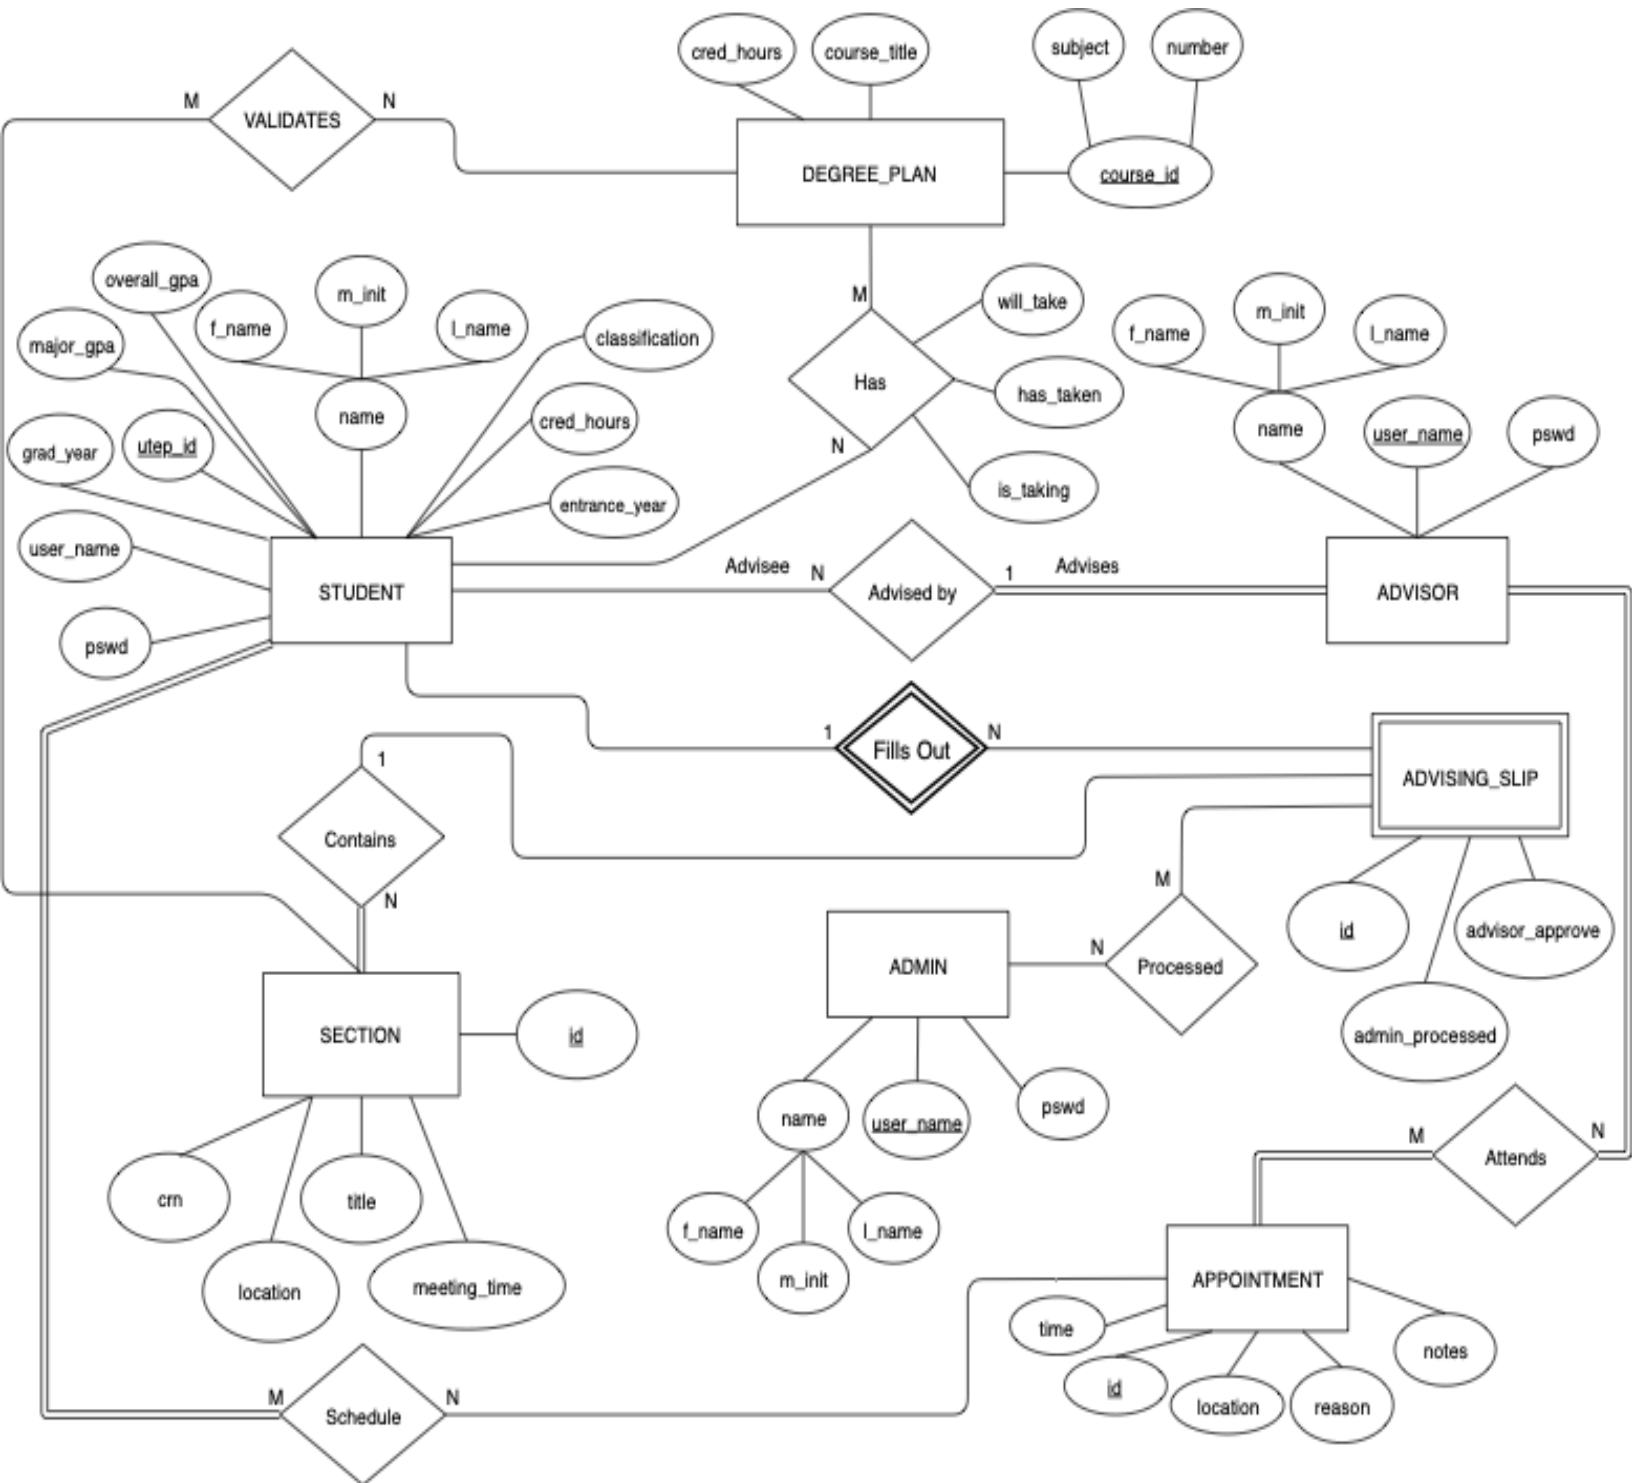 subject
number
cred_hours
course_title
M
N
VALIDATES
DEGREE_PLAN
course_id
overall_gpa
m_init
M
will_take
f_name
l_name
classification
m_init
f_name
l_name
major_gpa
Has
has_taken
name
cred_hours
name
user_name
pswd
grad_year
utep_id
N
is_taking
entrance_year
user_name
Advisee
N
1
Advises
STUDENT
Advised by
ADVISOR
pswd
1
N
Fills Out
1
ADVISING_SLIP
Contains
M
N
id
advisor_approve
N
ADMIN
Processed
SECTION
id
admin_processed
name
user_name
pswd
M
N
Attends
crn
title
f_name
l_name
location
meeting_time
m_init
APPOINTMENT
time
notes
id
location
reason
M
N
Schedule